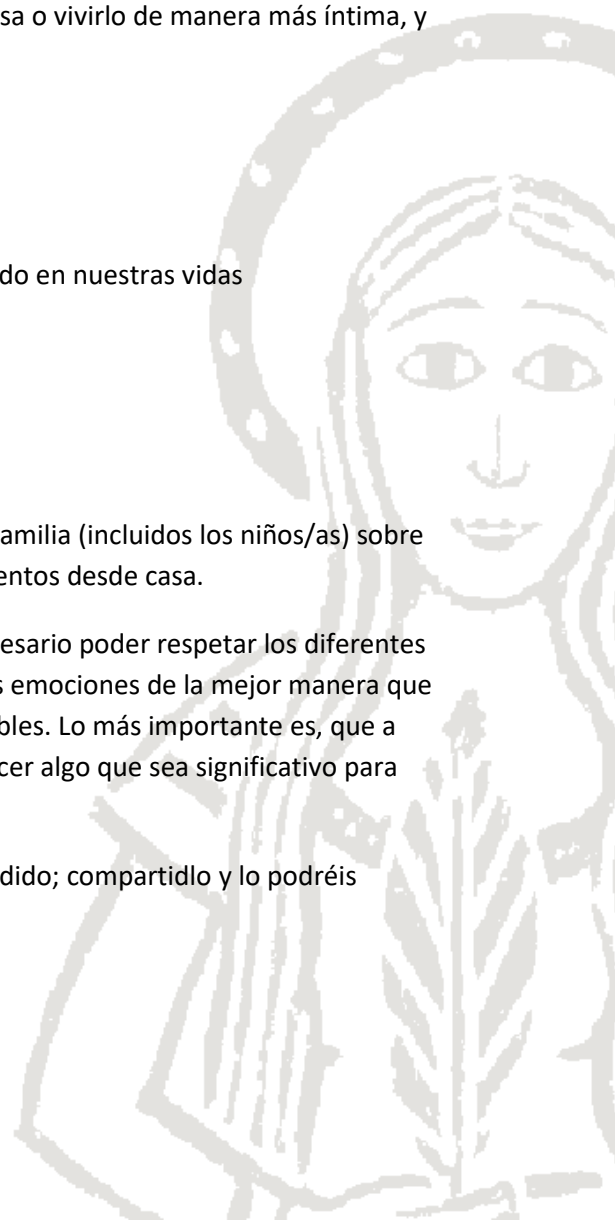 sa o vivirlo de manera más íntima, y
do en nuestras vidas
amilia (incluidos los niños/as) sobre
entos desde casa.
esario poder respetar los diferentes
s emociones de la mejor manera que
bles. Lo más importante es, que a
cer algo que sea significativo para
dido; compartidlo y lo podréis